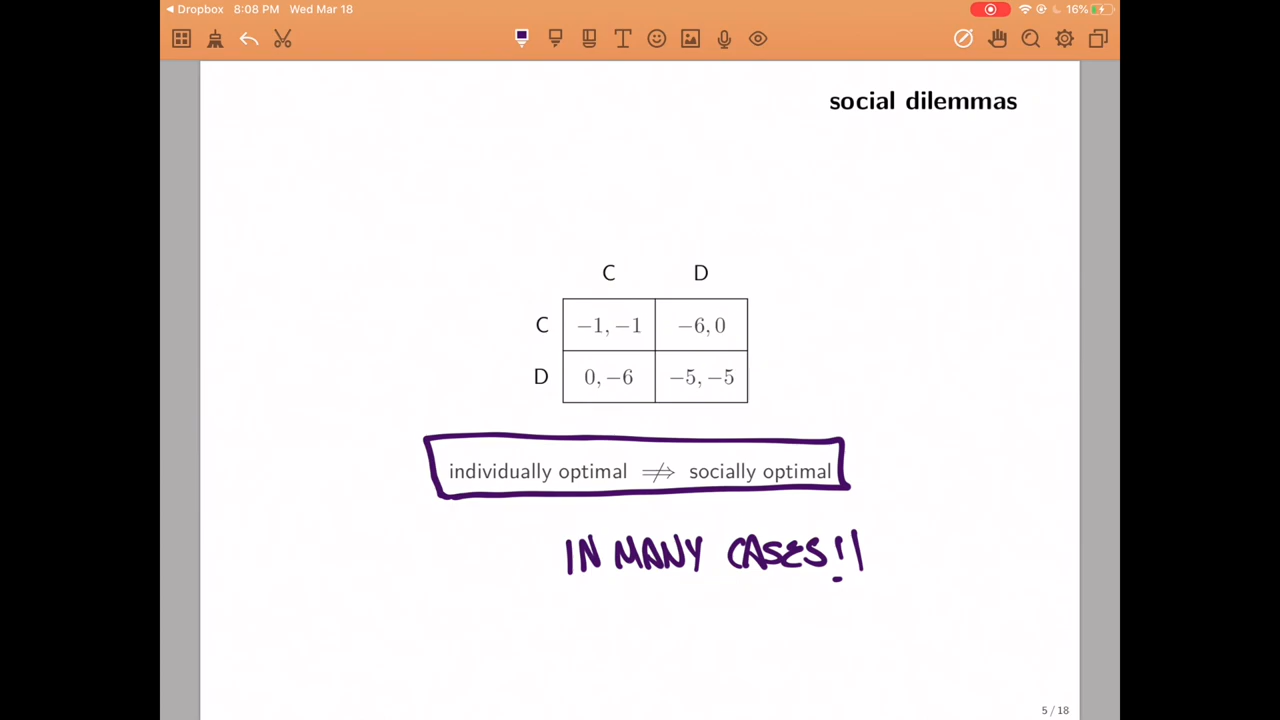 Dropbox 8:08 PM Wed Mar 18 16%
social dilemmas
C D
C −1, −1 −6, 0
D 0, −6 −5, −5
individually optimal ⇏ socially optimal
IN MANY CASES!!
5 / 18